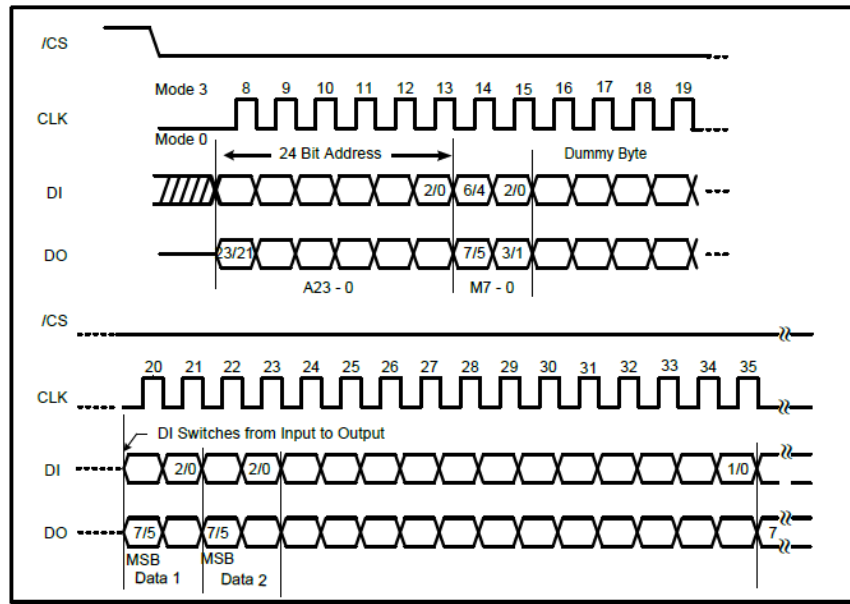 /CS
Mode 3 8 9 10 11 12 13 14 15 16 17 18 19
CLK
Mode 0
24 Bit Address Dummy Byte
DI 2/0 6/4 2/0
DO 23/21 7/5 3/1
A23 - 0 M7 - 0
/CS
20 21 22 23 24 25 26 27 28 29 30 31 32 33 34 35
CLK
DI Switches from Input to Output
DI 2/0 2/0 1/0
DO 7/5 7/5 7
MSB MSB
Data 1 Data 2